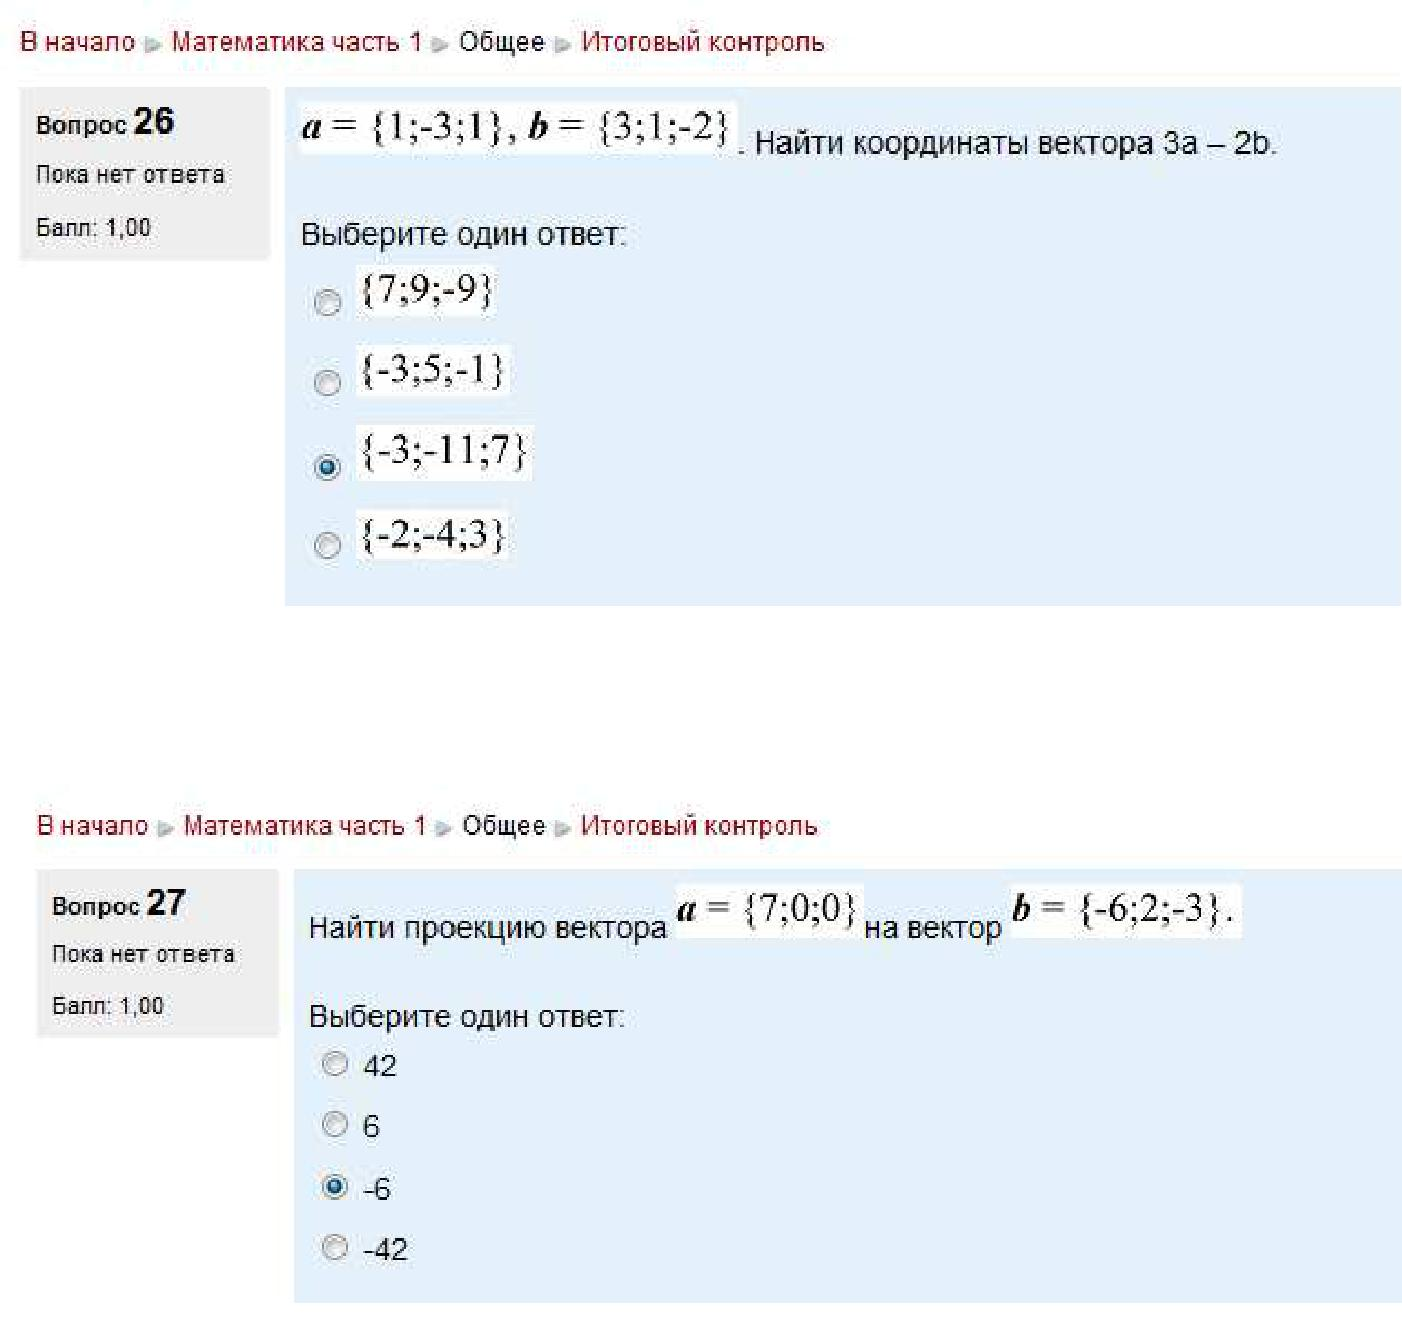 В начало Математика часть 1 Общее Итоговый контроль
Вопрос 26
Пока нет ответа
Балл: 1,00
a = {1;-3;1}, b = {3;1;-2} . Найти координаты вектора 3a – 2b.
Выберите один ответ:
{7;9;-9}
{-3;5;-1}
{-3;-11;7}
{-2;-4;3}
В начало Математика часть 1 Общее Итоговый контроль
Вопрос 27
Пока нет ответа
Балл: 1,00
Найти проекцию вектора a = {7;0;0} на вектор b = {-6;2;-3}.
Выберите один ответ:
42
6
-6
-42